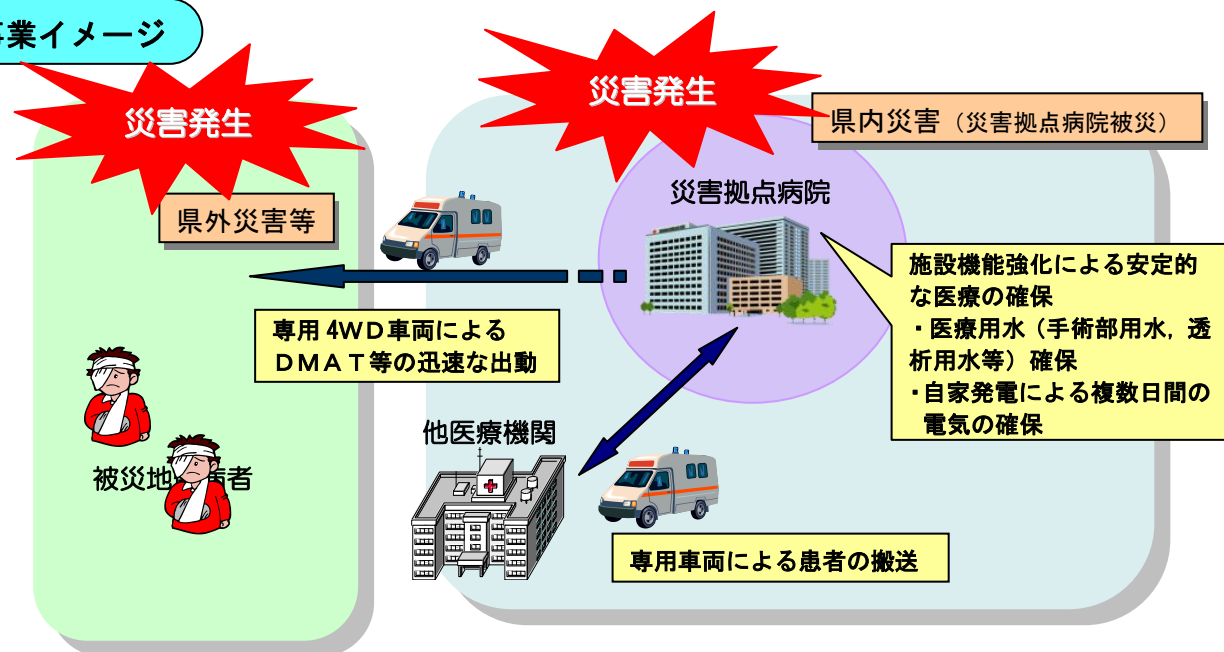 業イメージ
災害発生
県外災害等
災害発生
県内災害（災害拠点病院被災）
災害拠点病院
施設機能強化による安定的
な医療の確保
・医療用水（手術部用水，透
析用水等）確保
・自家発電による複数日間の
電気の確保
専用4WD車両による
ＤＭＡＴ等の迅速な出動
他医療機関
被災地
病者
専用車両による患者の搬送